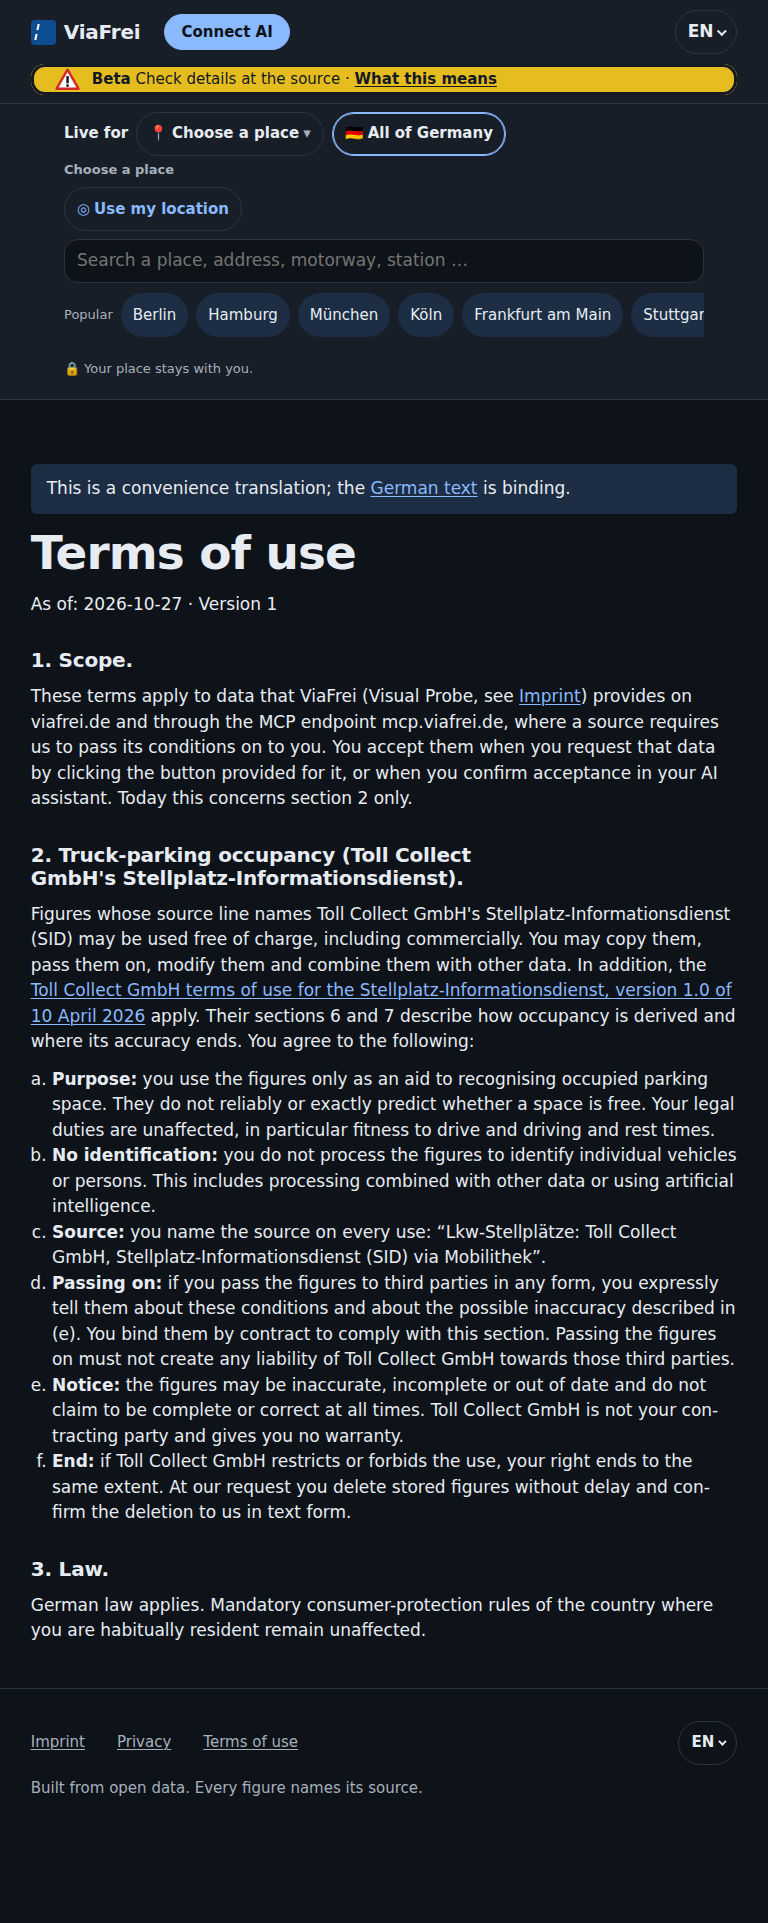 ViaFrei
Connect AI
EN
Beta Check details at the source · What this means
Live for
Choose a place ▾
All of Germany
Choose a place
◎ Use my location
Search a place, address, motorway, station …
Popular
Berlin
Hamburg
München
Köln
Frankfurt am Main
Stuttgar
Your place stays with you.
This is a convenience translation; the German text is binding.
Terms of use
As of: 2026-10-27 · Version 1
1. Scope.
These terms apply to data that ViaFrei (Visual Probe, see Imprint) provides on
viafrei.de and through the MCP endpoint mcp.viafrei.de, where a source requires
us to pass its conditions on to you. You accept them when you request that data
by clicking the button provided for it, or when you confirm acceptance in your AI
assistant. Today this concerns section 2 only.
2. Truck-parking occupancy (Toll Collect
GmbH's Stellplatz-Informationsdienst).
Figures whose source line names Toll Collect GmbH's Stellplatz-Informationsdienst
(SID) may be used free of charge, including commercially. You may copy them,
pass them on, modify them and combine them with other data. In addition, the
Toll Collect GmbH terms of use for the Stellplatz-Informationsdienst, version 1.0 of
10 April 2026 apply. Their sections 6 and 7 describe how occupancy is derived and
where its accuracy ends. You agree to the following:
a. Purpose: you use the figures only as an aid to recognising occupied parking
space. They do not reliably or exactly predict whether a space is free. Your legal
duties are unaffected, in particular fitness to drive and driving and rest times.
b. No identification: you do not process the figures to identify individual vehicles
or persons. This includes processing combined with other data or using artificial
intelligence.
c. Source: you name the source on every use: “Lkw-Stellplätze: Toll Collect
GmbH, Stellplatz-Informationsdienst (SID) via Mobilithek”.
d. Passing on: if you pass the figures to third parties in any form, you expressly
tell them about these conditions and about the possible inaccuracy described in
(e). You bind them by contract to comply with this section. Passing the figures
on must not create any liability of Toll Collect GmbH towards those third parties.
e. Notice: the figures may be inaccurate, incomplete or out of date and do not
claim to be complete or correct at all times. Toll Collect GmbH is not your con-
tracting party and gives you no warranty.
f. End: if Toll Collect GmbH restricts or forbids the use, your right ends to the
same extent. At our request you delete stored figures without delay and con-
firm the deletion to us in text form.
3. Law.
German law applies. Mandatory consumer-protection rules of the country where
you are habitually resident remain unaffected.
Imprint
Privacy
Terms of use
EN
Built from open data. Every figure names its source.